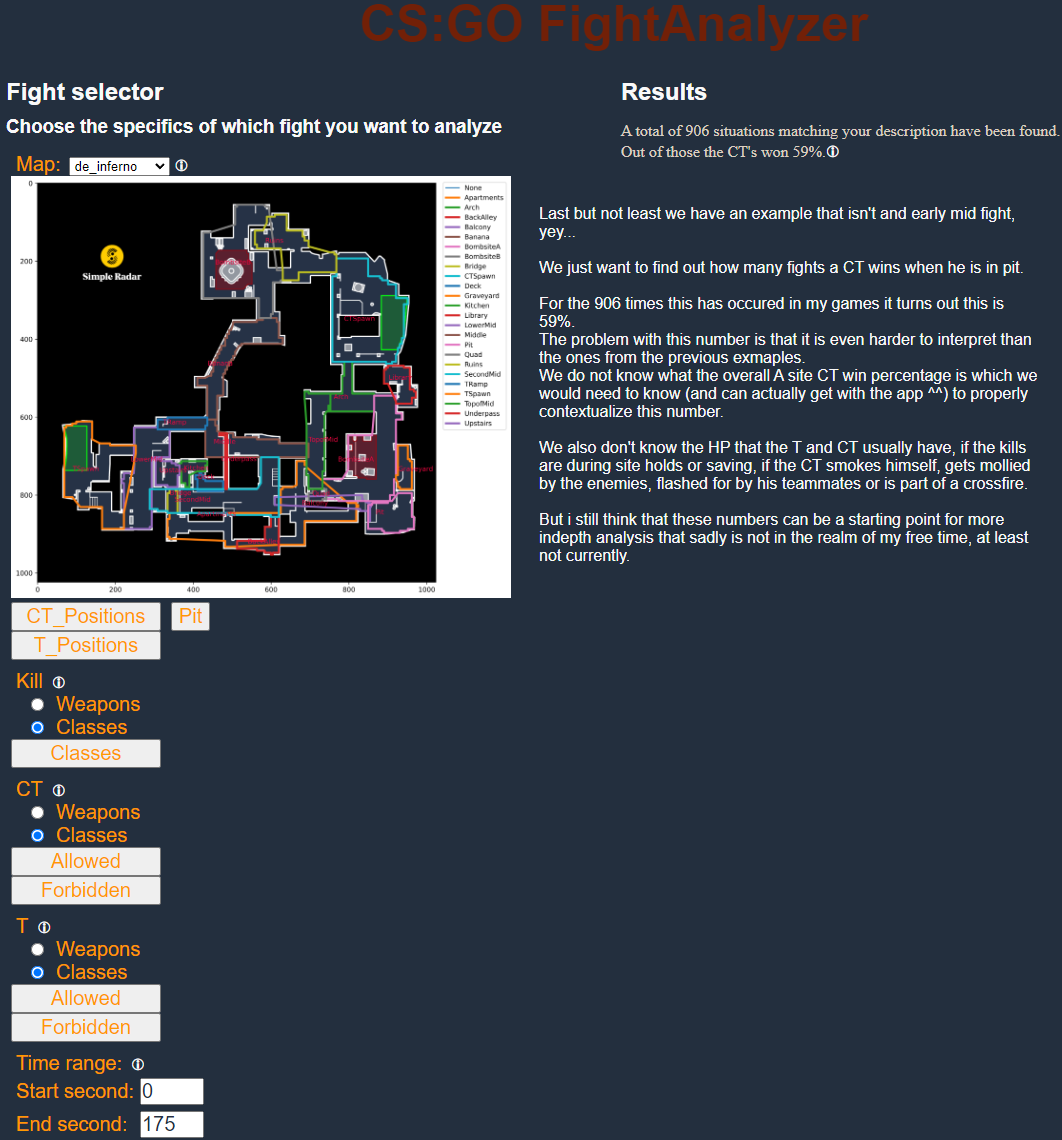 CS:GO FightAnalyzer
Fight selector
Choose the specifics of which fight you want to analyze
Map: de_inferno
Simple Radar
CTSpawn
Arch
0
200
400
600
800
1000
0
200
400
600
800
1000
None
Apartments
Arch
BackAlley
Balcony
Banana
BombsiteA
BombsiteB
Bridge
CTSpawn
Deck
Graveyard
Kitchen
Library
LowerMid
Middle
Pit
Quad
Ruins
SecondMid
TRamp
TSpawn
TopofMid
Underpass
Upstairs
CT_Positions
Pit
T_Positions
Kill
Weapons
Classes
Classes
CT
Weapons
Classes
Allowed
Forbidden
T
Weapons
Classes
Allowed
Forbidden
Time range:
Start second: 0
End second: 175
Results
A total of 906 situations matching your description have been found.
Out of those the CT's won 59%.
Last but not least we have an example that isn't and early mid fight,
yey...
We just want to find out how many fights a CT wins when he is in pit.
For the 906 times this has occured in my games it turns out this is
59%.
The problem with this number is that it is even harder to interpret than
the ones from the previous exmaples.
We do not know what the overall A site CT win percentage is which we
would need to know (and can actually get with the app ^^) to properly
contextualize this number.
We also don't know the HP that the T and CT usually have, if the kills
are during site holds or saving, if the CT smokes himself, gets mollied
by the enemies, flashed for by his teammates or is part of a crossfire.
But i still think that these numbers can be a starting point for more
indepth analysis that sadly is not in the realm of my free time, at least
not currently.